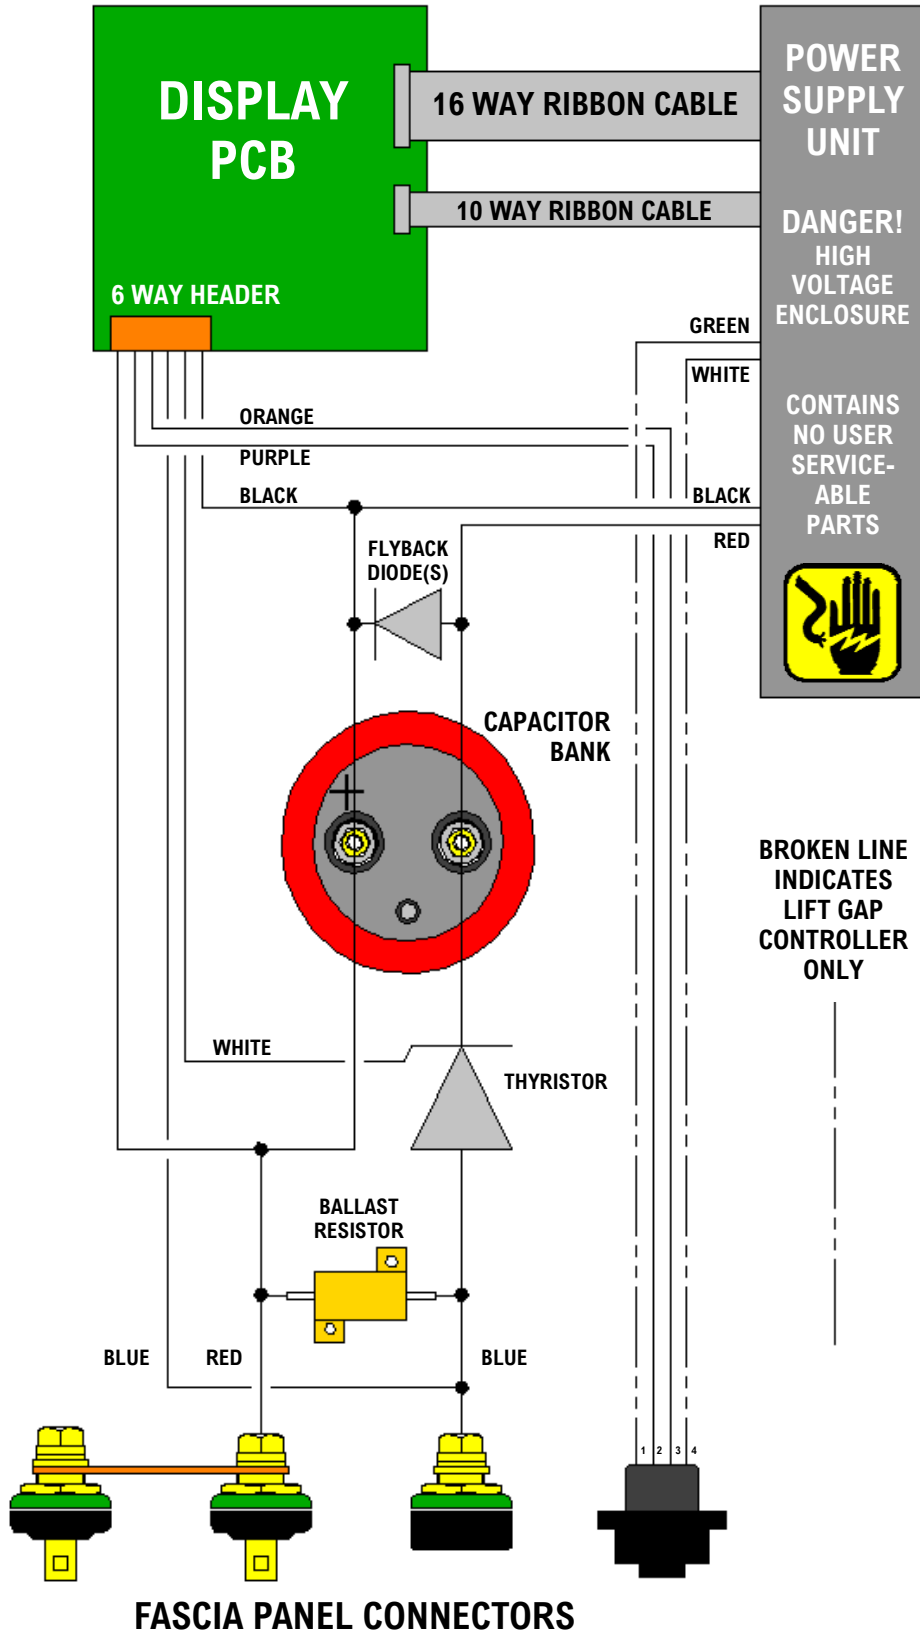 DISPLAY
PCB
16 WAY RIBBON CABLE
10 WAY RIBBON CABLE
POWER
SUPPLY
UNIT
DANGER!
HIGH
VOLTAGE
ENCLOSURE
CONTAINS
NO USER
SERVICE-
ABLE
PARTS
6 WAY HEADER
GREEN
WHITE
ORANGE
PURPLE
BLACK
BLACK
RED
FLYBACK
DIODE(S)
CAPACITOR
BANK
+
BROKEN LINE
INDICATES
LIFT GAP
CONTROLLER
ONLY
WHITE
THYRISTOR
BALLAST
RESISTOR
BLUE
RED
BLUE
1 2 3 4
FASCIA PANEL CONNECTORS